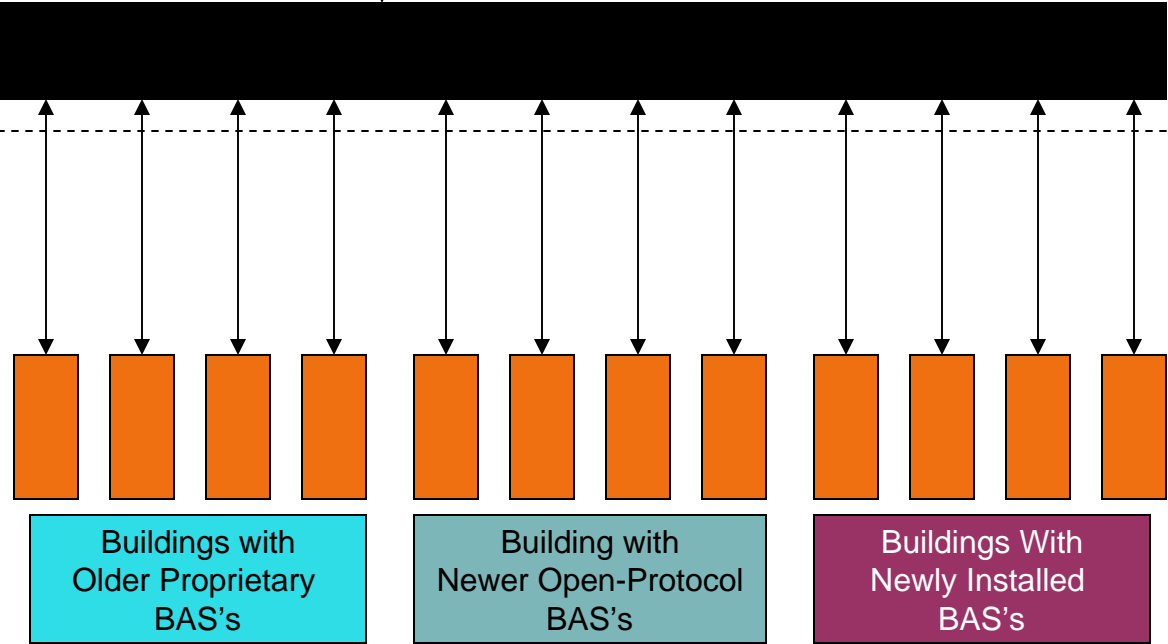 Buildings with
Older Proprietary
BAS's
Building with
Newer Open-Protocol
BAS's
Buildings With
Newly Installed
BAS's